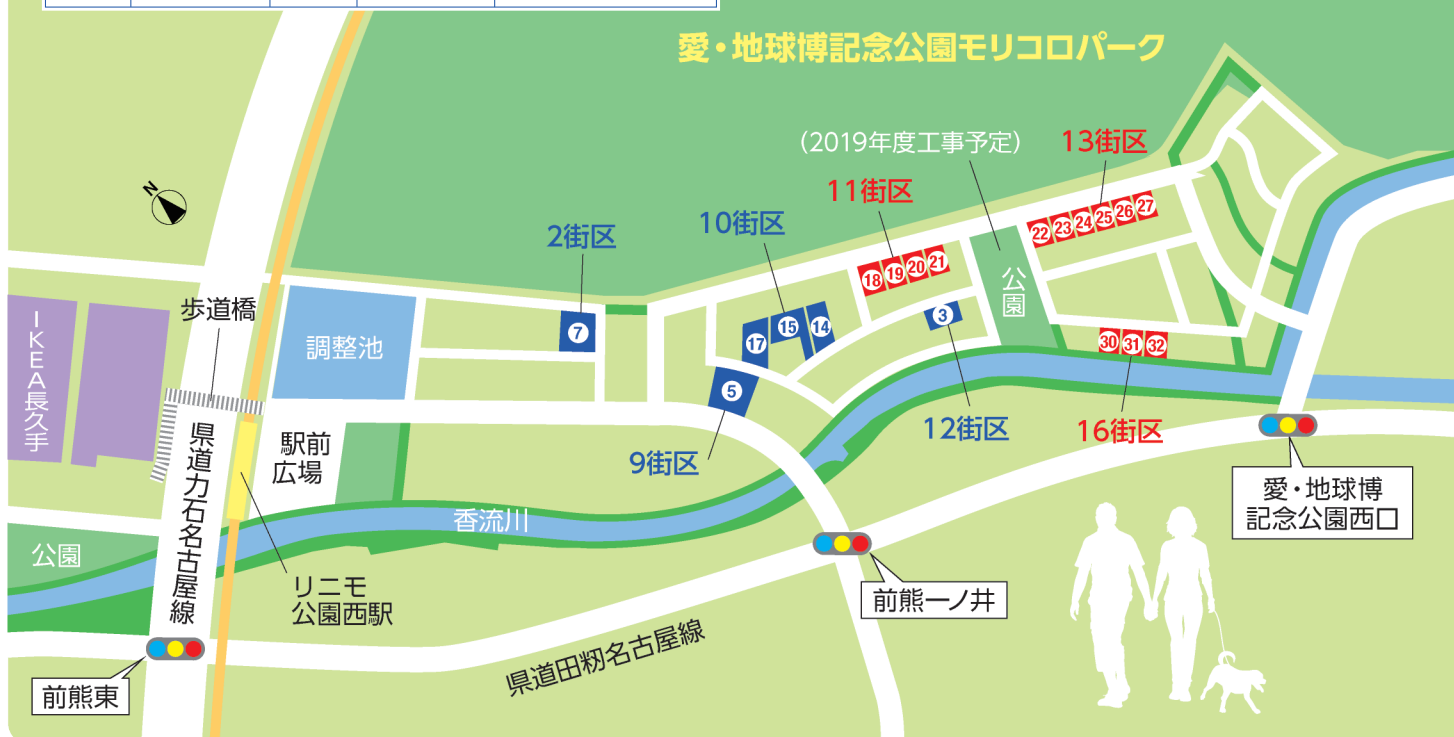 愛・地球博記念公園モリコロパーク
(2019年度工事予定)
13街区
11街区
10街区
2街区
N
22 23 24 25 26 27
18 19 20 21
公園
歩道橋
IKEA長久手
調整池
7
17 15 14
3
30 31 32
5
12街区
16街区
9街区
県道力石名古屋線
駅前
広場
香流川
愛・地球博
記念公園西口
公園
リニモ
公園西駅
前熊一ノ井
県道田籾名古屋線
前熊東